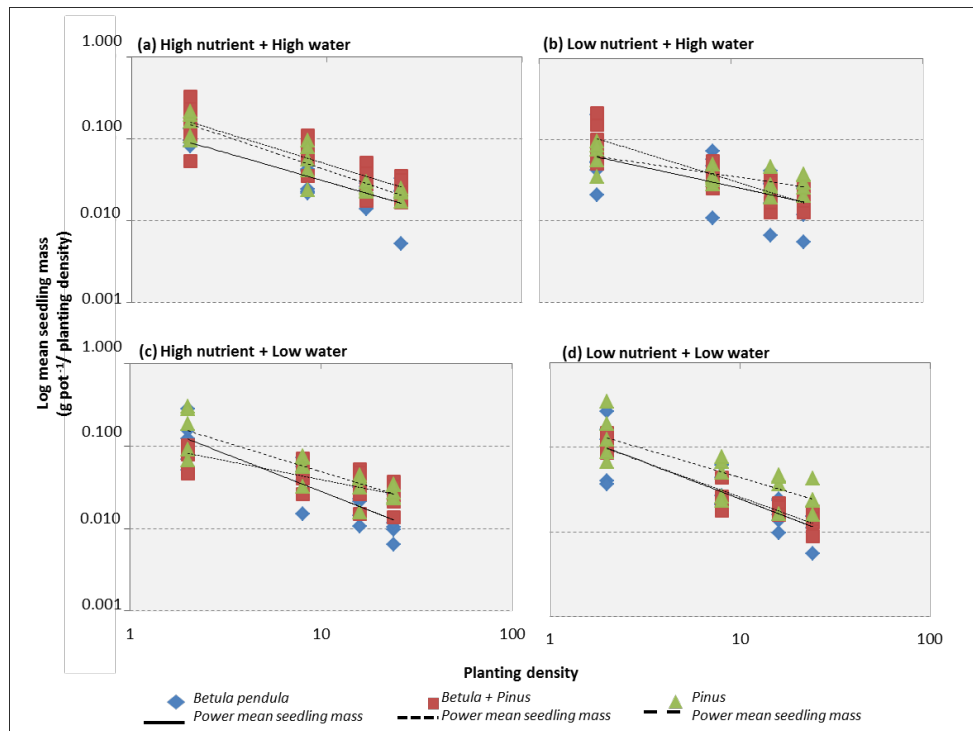 (a) High nutrient + High water
(b) Low nutrient + High water
1.000
0.100
0.010
0.001
(c) High nutrient + Low water
(d) Low nutrient + Low water
1.000
0.100
0.010
0.001
Log mean seedling mass
(g pot⁻¹/ planting density)
1 10 100
1 10 100
Planting density
Betula pendula
Power mean seedling mass
Betula + Pinus
Power mean seedling mass
Pinus
Power mean seedling mass